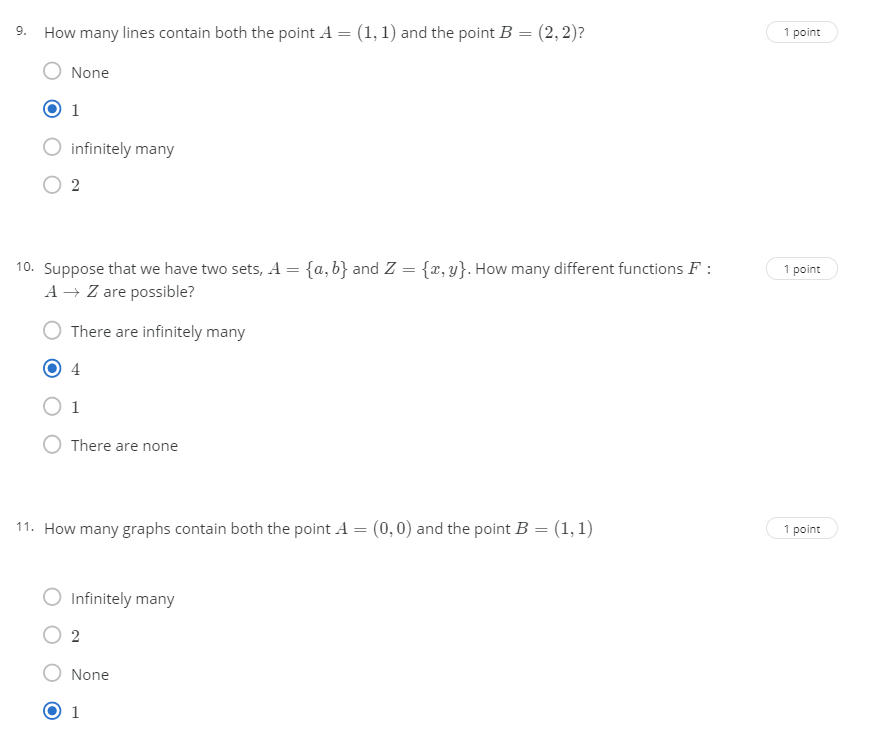 9. How many lines contain both the point A = (1, 1) and the point B = (2, 2)? 1 point
None
1
infinitely many
2
10. Suppose that we have two sets, A = {a, b} and Z = {x, y}. How many different functions F : 1 point
A → Z are possible?
There are infinitely many
4
1
There are none
11. How many graphs contain both the point A = (0, 0) and the point B = (1, 1) 1 point
Infinitely many
2
None
1